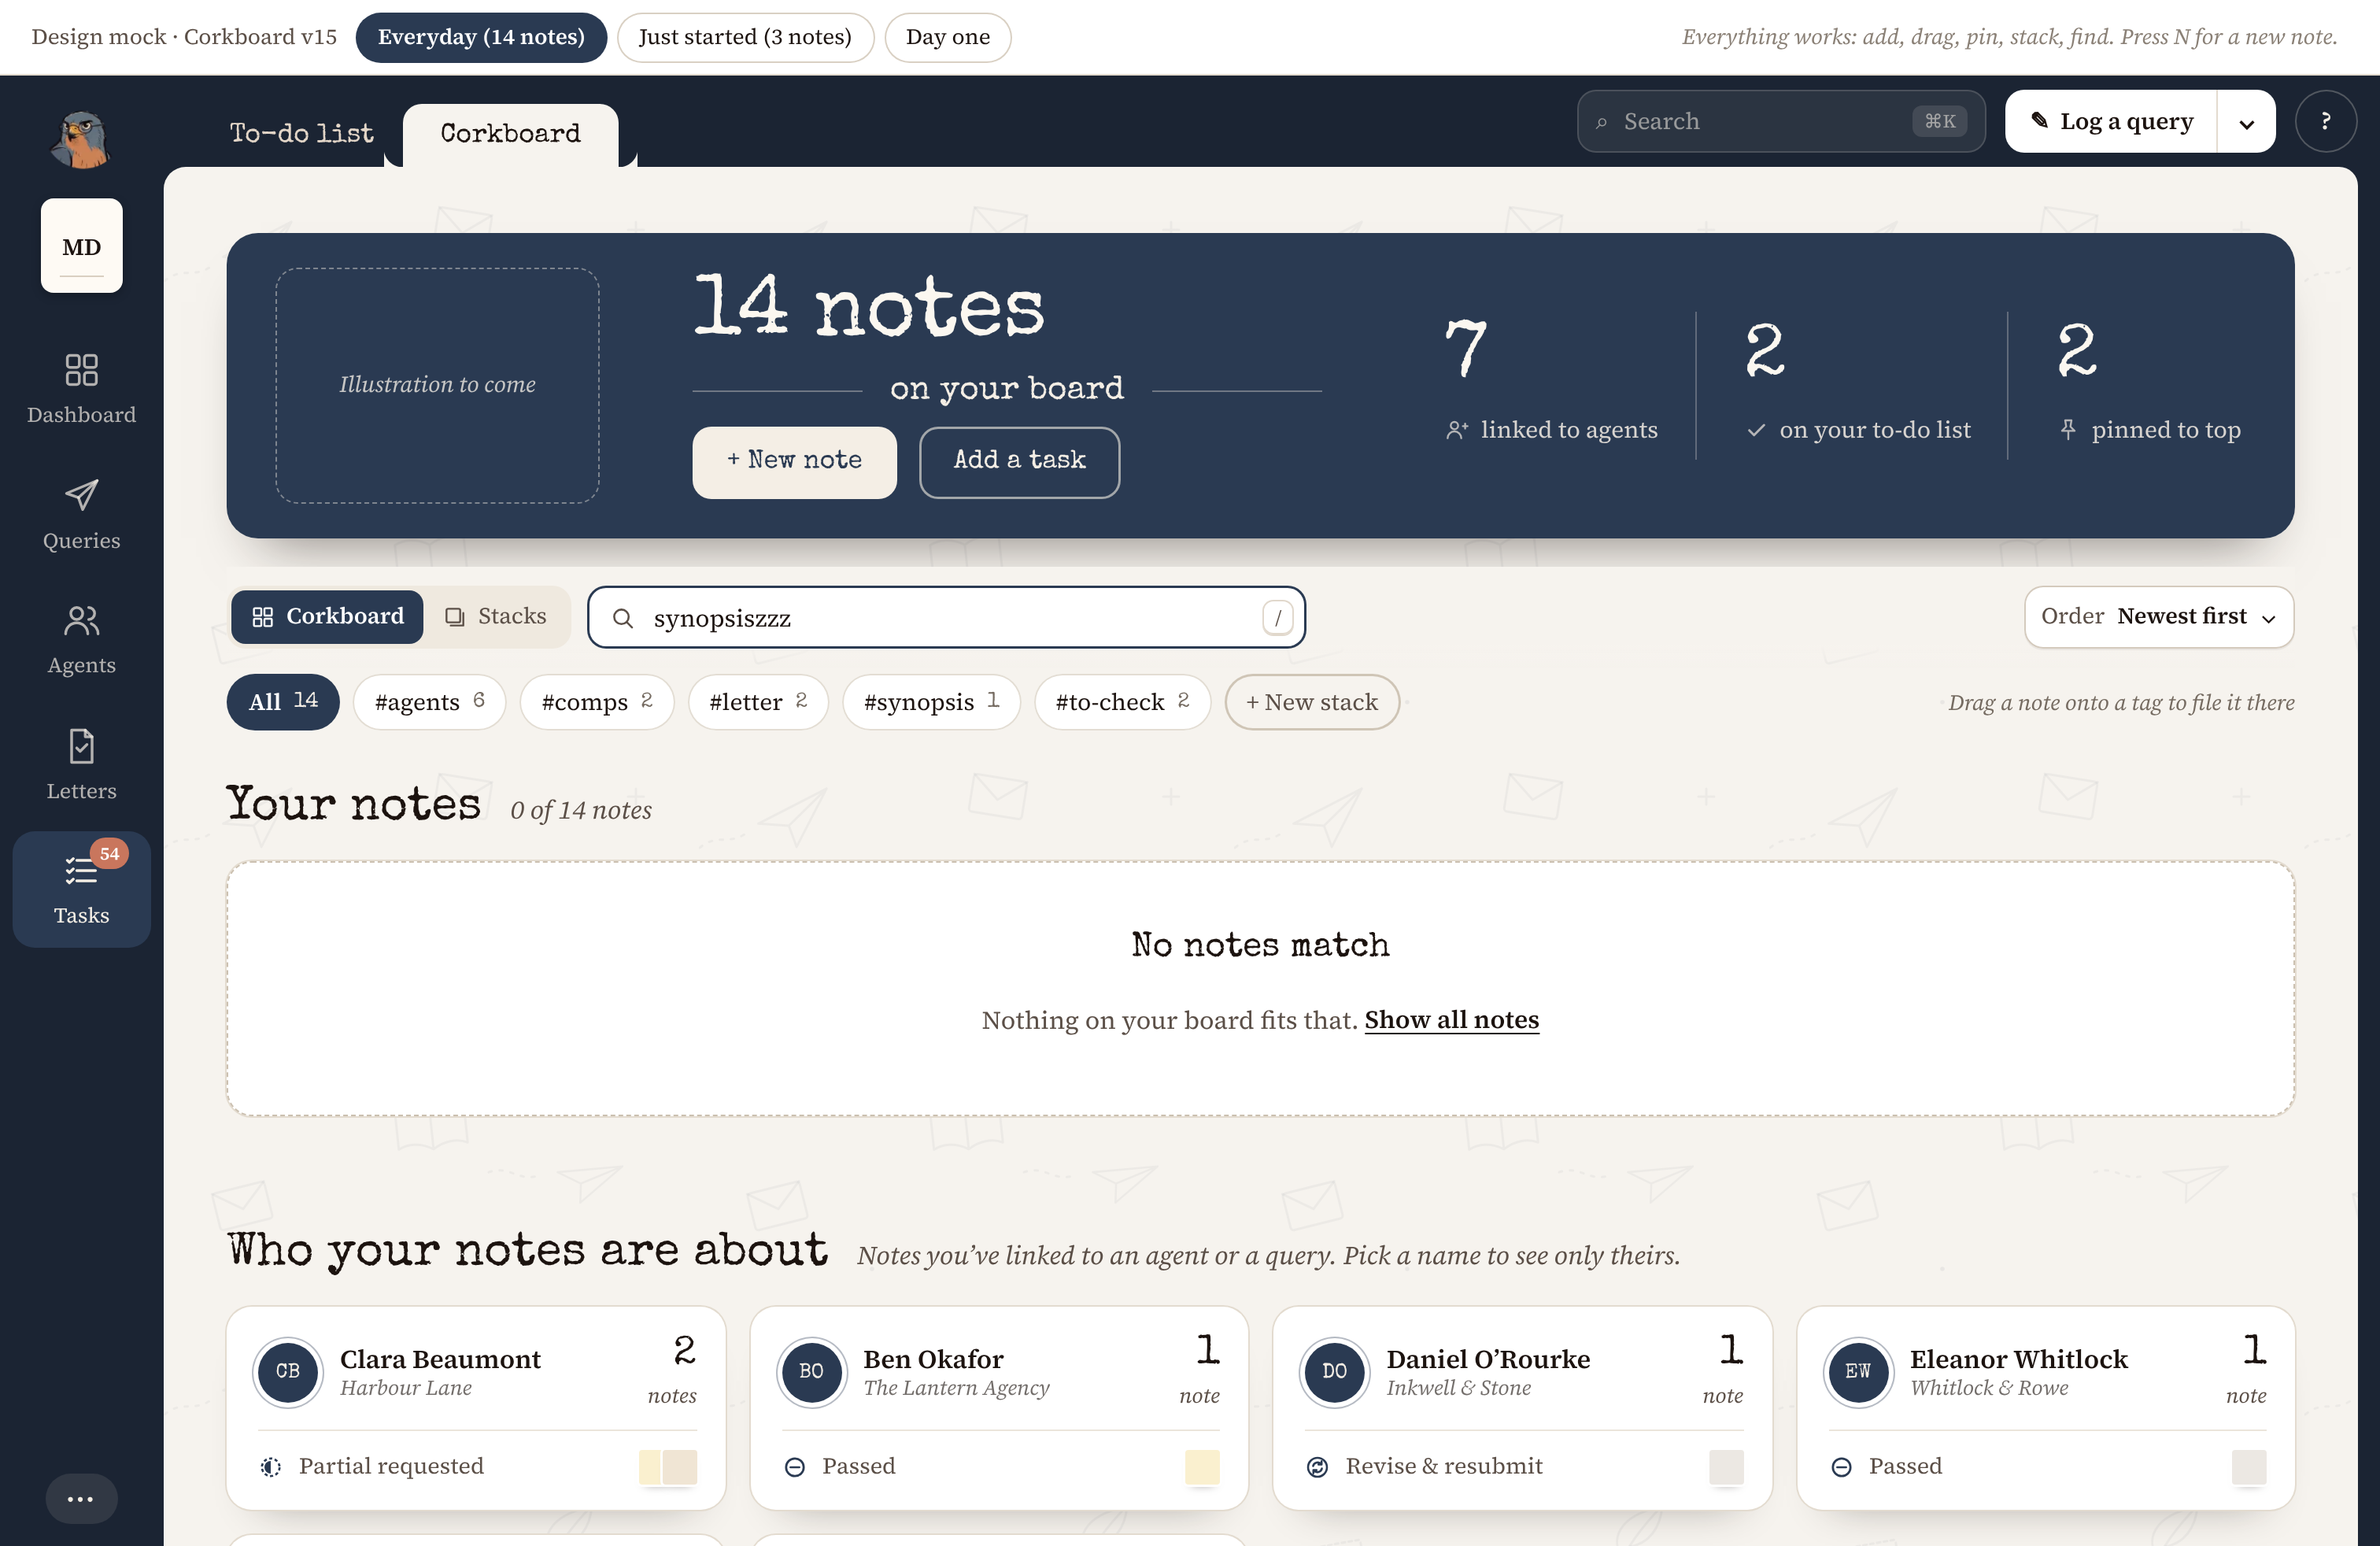 Design mock · Corkboard v15
Everyday (14 notes)
Just started (3 notes)
Day one
Everything works: add, drag, pin, stack, find. Press N for a new note.
To-do list
Corkboard
Search
⌘K
✎ Log a query
?
MD
Dashboard
Queries
Agents
Letters
54
Tasks
Illustration to come
14 notes
on your board
+ New note
Add a task
7
linked to agents
2
on your to-do list
2
pinned to top
Corkboard
Stacks
synopsiszzz
/
Order Newest first
All 14
#agents 6
#comps 2
#letter 2
#synopsis 1
#to-check 2
+ New stack
Drag a note onto a tag to file it there
Your notes
0 of 14 notes
No notes match
Nothing on your board fits that. Show all notes
Who your notes are about
Notes you’ve linked to an agent or a query. Pick a name to see only theirs.
CB
Clara Beaumont
Harbour Lane
2
notes
Partial requested
BO
Ben Okafor
The Lantern Agency
1
note
Passed
DO
Daniel O’Rourke
Inkwell & Stone
1
note
Revise & resubmit
EW
Eleanor Whitlock
Whitlock & Rowe
1
note
Passed